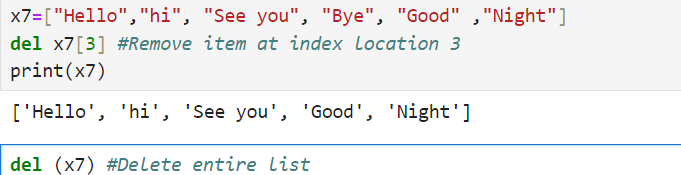 x7=["Hello","hi", "See you", "Bye", "Good" ,"Night"]
del x7[3] #Remove item at index location 3
print(x7)
['Hello', 'hi', 'See you', 'Good', 'Night']
del (x7) #Delete entire list